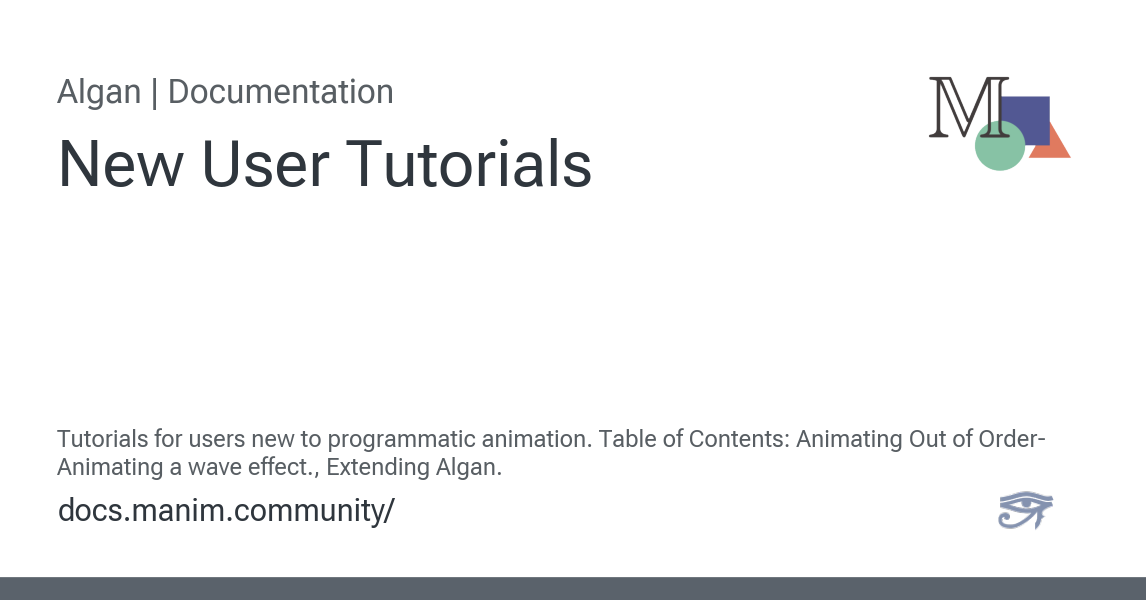 Algan | Documentation
M
New User Tutorials
Tutorials for users new to programmatic animation. Table of Contents: Animating Out of Order-
Animating a wave effect., Extending Algan.
docs.manim.community/